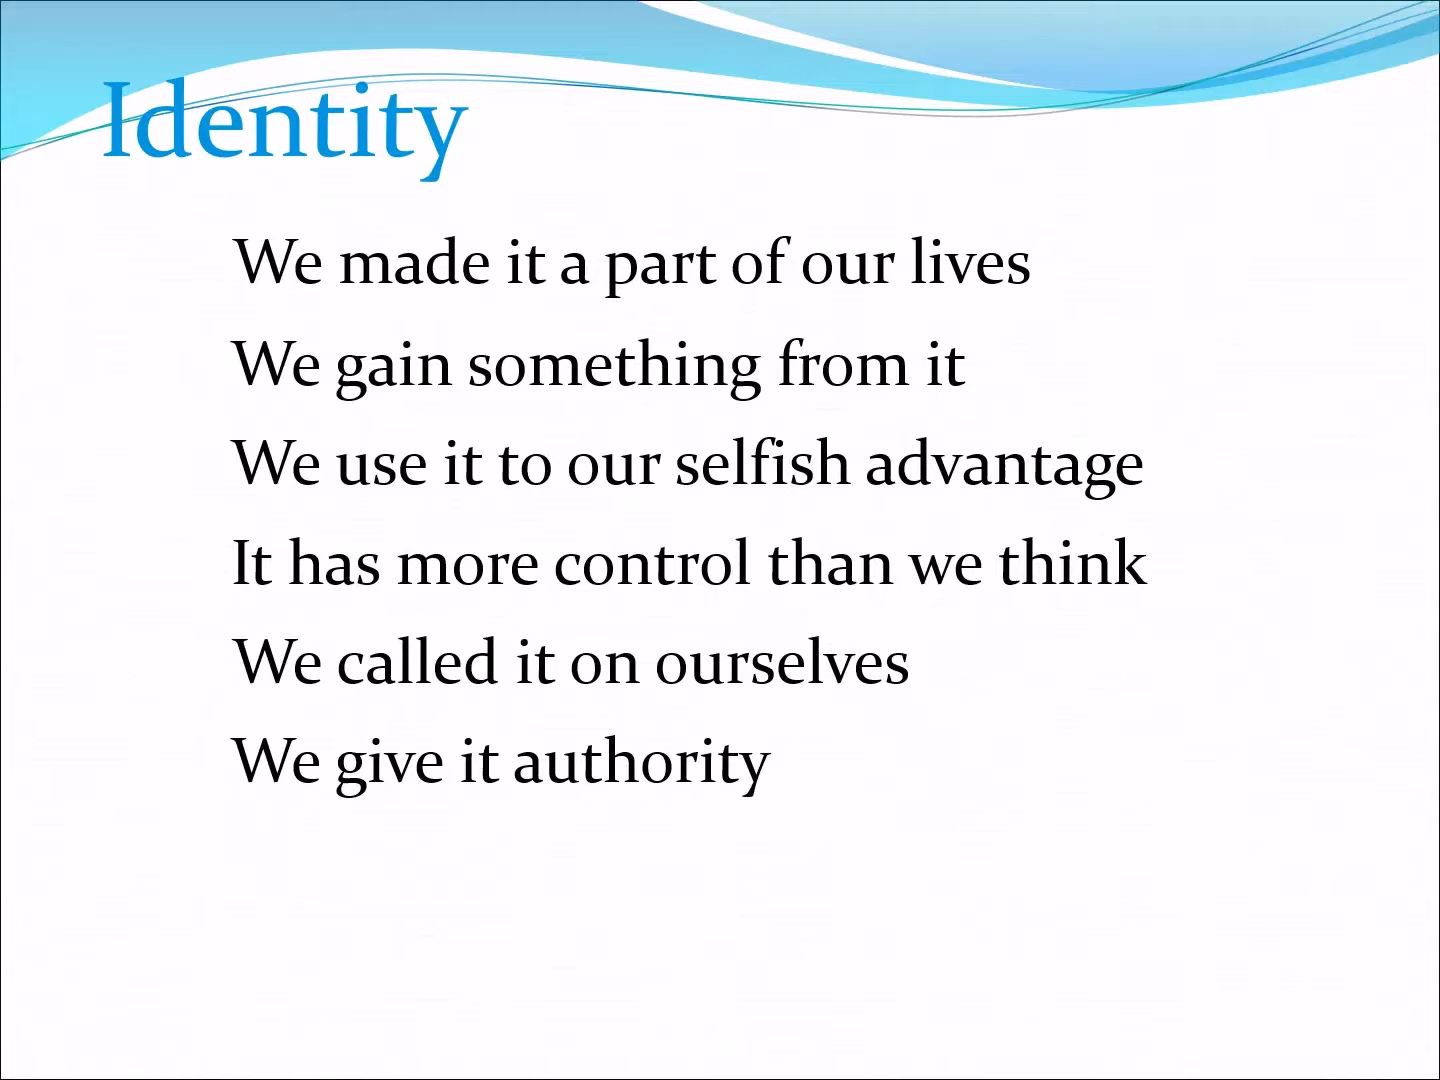 Identity
We made it a part of our lives
We gain something from it
We use it to our selfish advantage
It has more control than we think
We called it on ourselves
We give it authority